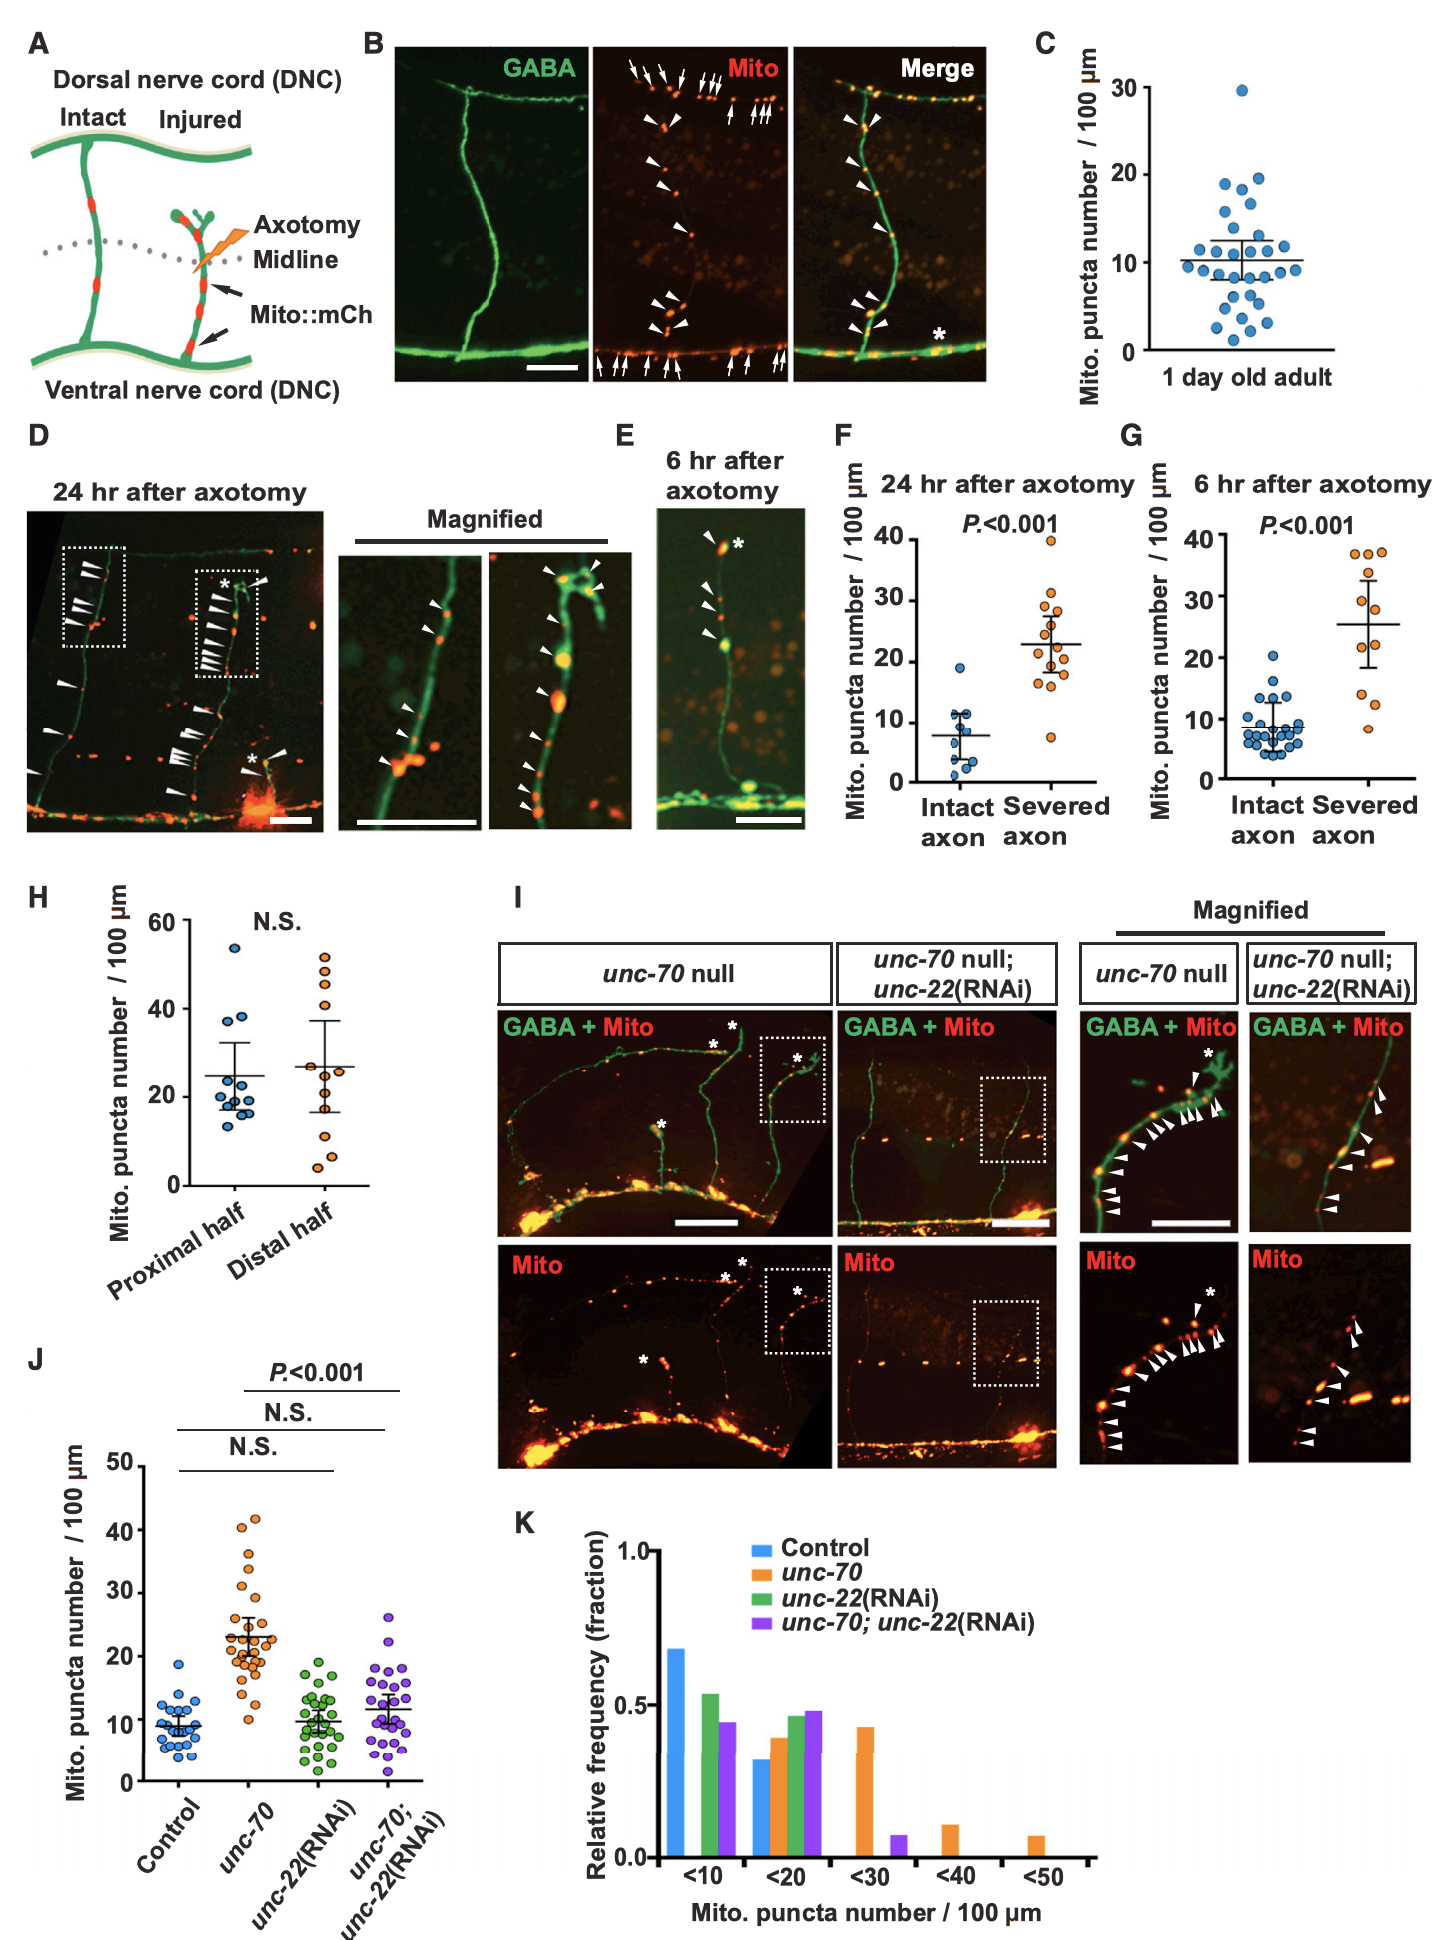 A
Dorsal nerve cord (DNC)
Intact Injured
Axotomy
Midline
Mito::mCh
Ventral nerve cord (DNC)
B
GABA
Mito
Merge
*
C
Mito. puncta number / 100 µm
30
20
10
0
1 day old adult
D
24 hr after axotomy
*
*
Magnified
E
6 hr after
axotomy
*
F
24 hr after axotomy
P.<0.001
Mito. puncta number / 100 µm
40
30
20
10
0
Intact Severed
axon axon
G
6 hr after axotomy
P.<0.001
Mito. puncta number / 100 µm
40
30
20
10
0
Intact Severed
axon axon
H
N.S.
Mito. puncta number / 100 µm
60
40
20
0
Proximal half
Distal half
I
Magnified
unc-70 null
unc-70 null;
unc-22(RNAi)
unc-70 null
unc-70 null;
unc-22(RNAi)
GABA + Mito
* * * *
GABA + Mito
GABA + Mito
*
GABA + Mito
Mito
* * * *
Mito
Mito
*
Mito
J
P.<0.001
N.S.
N.S.
Mito. puncta number / 100 µm
50
40
30
20
10
0
Control
unc-70
unc-22(RNAi)
unc-70;
unc-22(RNAi)
K
Control
unc-70
unc-22(RNAi)
unc-70; unc-22(RNAi)
Relative frequency (fraction)
1.0
0.5
0.0
<10 <20 <30 <40 <50
Mito. puncta number / 100 µm